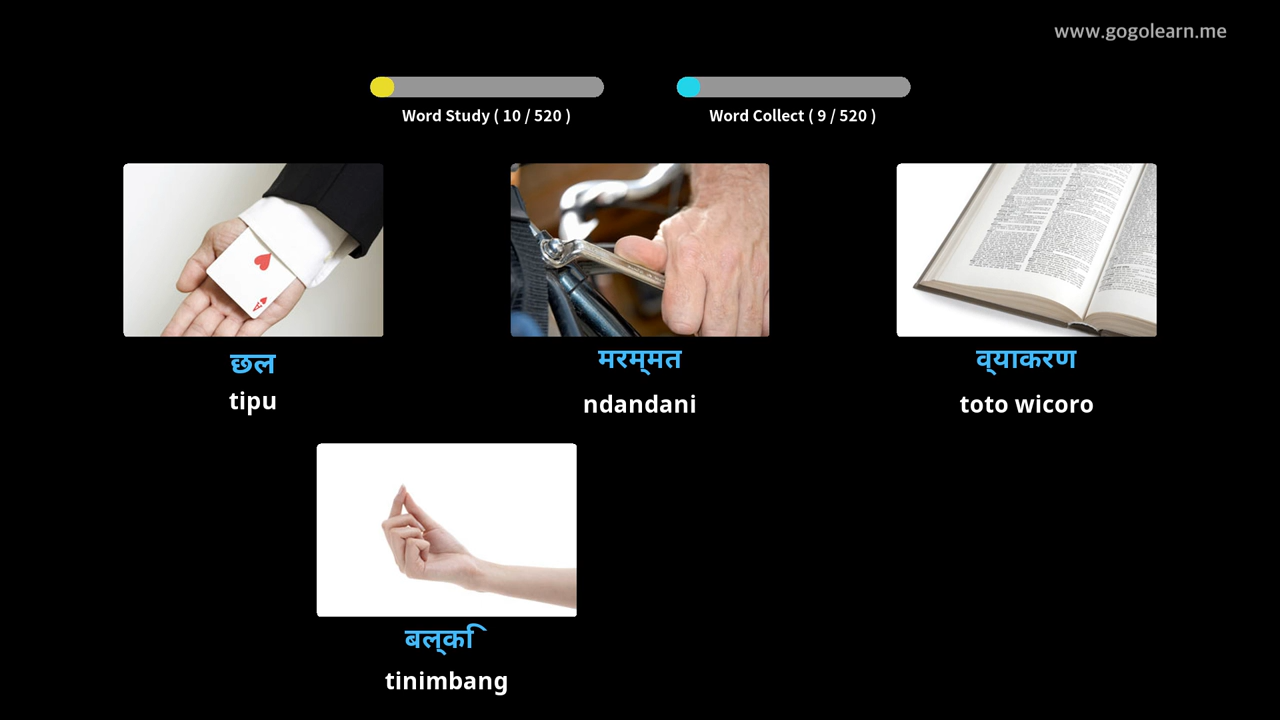 www.gogolearn.me
Word Study ( 10 / 520 )
Word Collect ( 9 / 520 )
छल
tipu
मरम्मत
ndandani
व्याकरण
toto wicoro
बल्कि
tinimbang